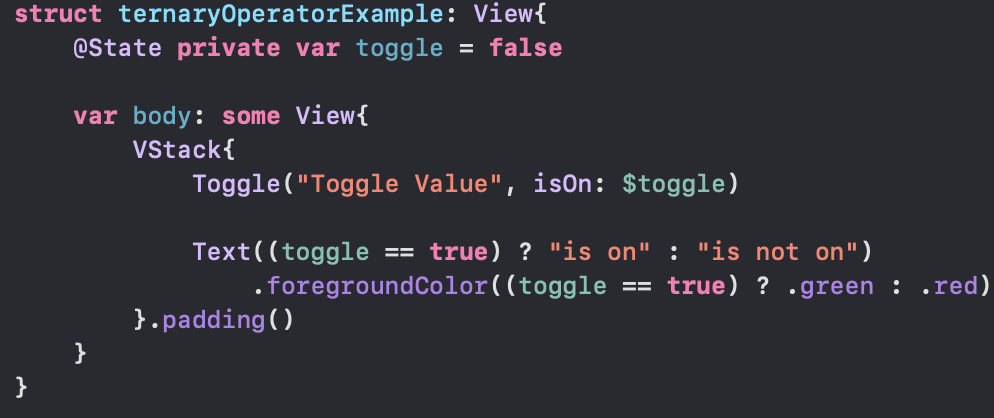 struct ternaryOperatorExample: View{
    @State private var toggle = false

    var body: some View{
        VStack{
            Toggle("Toggle Value", isOn: $toggle)

            Text((toggle == true) ? "is on" : "is not on")
                .foregroundColor((toggle == true) ? .green : .red)
        }.padding()
    }
}